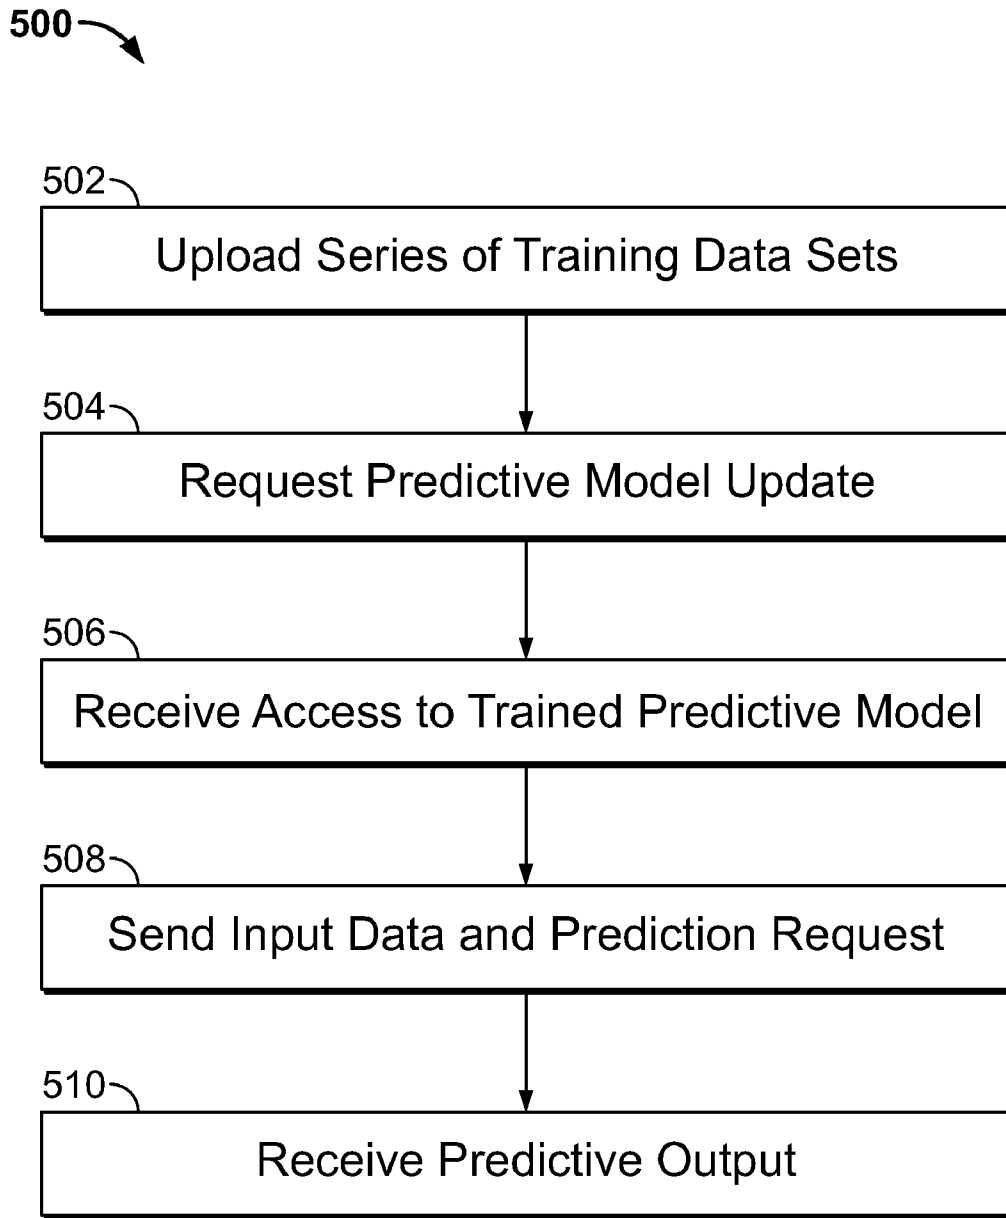 500
502
Upload Series of Training Data Sets
504
Request Predictive Model Update
506
Receive Access to Trained Predictive Model
508
Send Input Data and Prediction Request
510
Receive Predictive Output